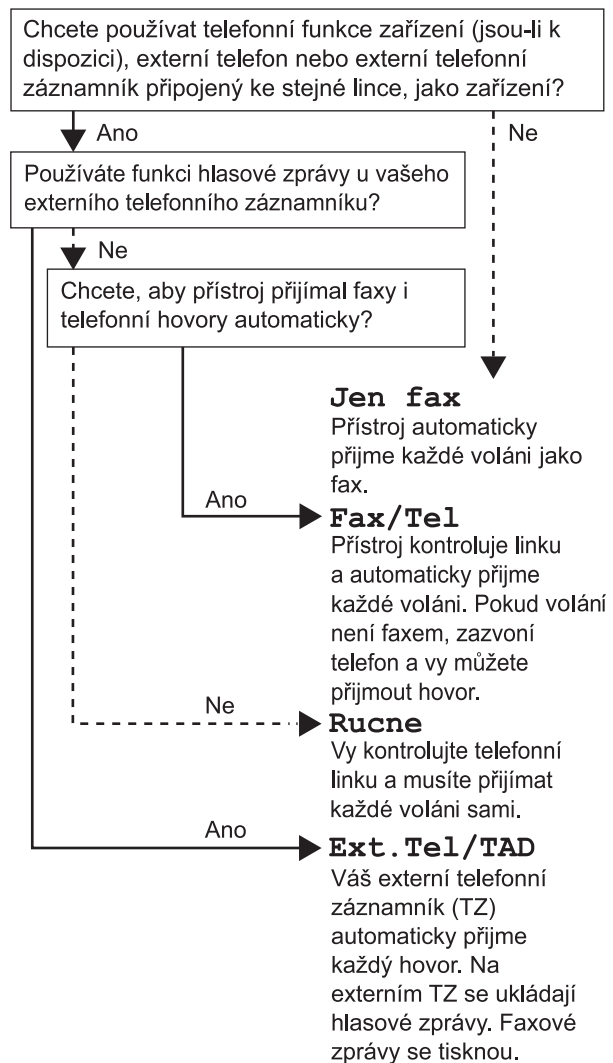 Chcete používat telefonní funkce zařízení (jsou-li k
dispozici), externí telefon nebo externí telefonní
záznamník připojený ke stejné lince, jako zařízení?
Ano
Ne
Používáte funkci hlasové zprávy u vašeho
externího telefonního záznamníku?
Ne
Chcete, aby přístroj přijímal faxy i
telefonní hovory automaticky?
Jen fax
Přístroj automaticky
přijme každé voláni jako
fax.
Ano
Fax/Tel
Přístroj kontroluje linku
a automaticky přijme
každé voláni. Pokud volání
není faxem, zazvoní
telefon a vy můžete
přijmout hovor.
Ne
Rucne
Vy kontrolujte telefonní
linku a musíte přijímat
každé voláni sami.
Ano
Ext.Tel/TAD
Váš externí telefonní
záznamník (TZ)
automaticky přijme
každý hovor. Na
externím TZ se ukládají
hlasové zprávy. Faxové
zprávy se tisknou.